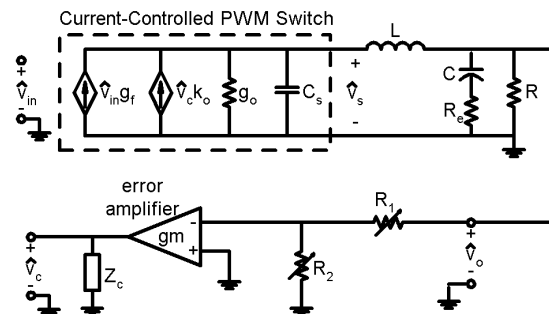 Current-Controlled PWM Switch
L
+
v̂in
-
v̂ingf
v̂cko
go
Cs
+
v̂s
-
C
Re
R
error
amplifier
R1
+
v̂c
-
Zc
gm
-
+
R2
+
v̂o
-